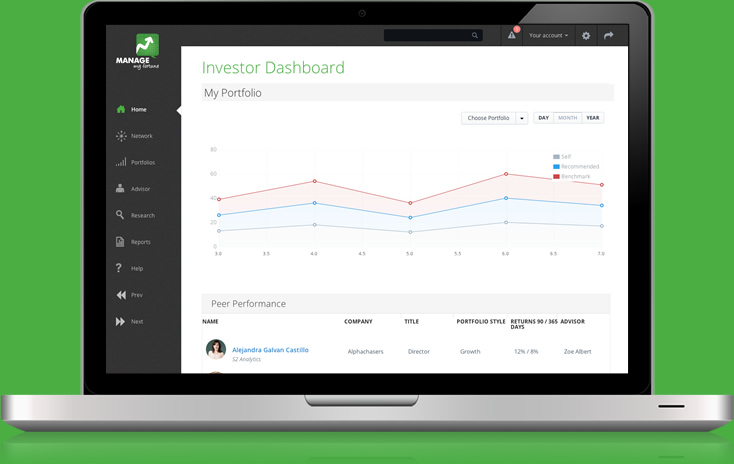 MANAGE
my fortune
Your account
Investor Dashboard
My Portfolio
Home
Network
Portfolios
Advisor
Research
Reports
Help
Prev
Next
Choose Portfolio
DAY
MONTH
YEAR
80
60
40
20
0
3.0
3.5
4.0
4.5
5.0
5.5
6.0
6.5
7.0
Self
Recommended
Benchmark
Peer Performance
NAME COMPANY TITLE PORTFOLIO STYLE RETURNS 90 / 365 DAYS ADVISOR
Alejandra Galvan Castillo Alphachasers Director Growth 12% / 8% Zoe Albert
S2 Analytics